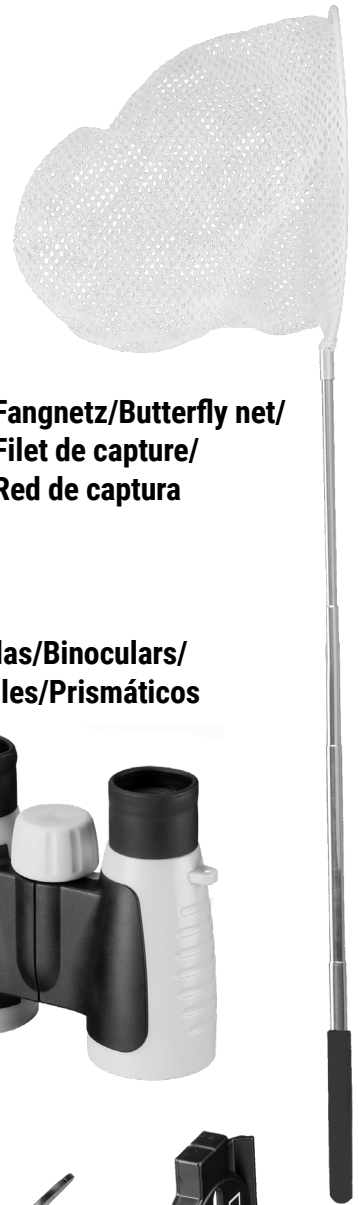 Fangnetz/Butterfly net/
Filet de capture/
Red de captura
las/Binoculars/
les/Prismáticos